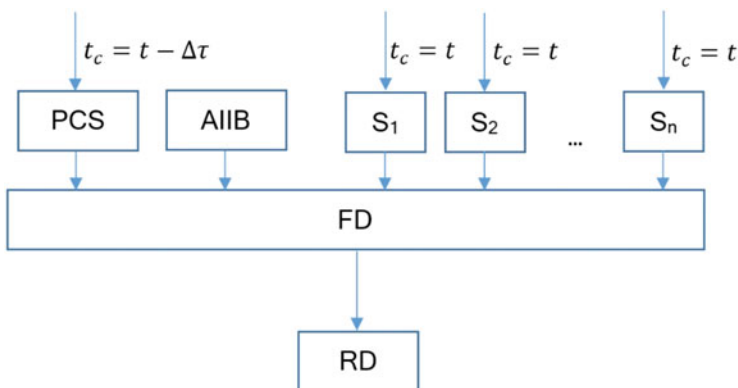 t_c = t − Δτ
t_c = t
t_c = t
t_c = t
PCS
AIIB
S₁
S₂
...
Sₙ
FD
RD